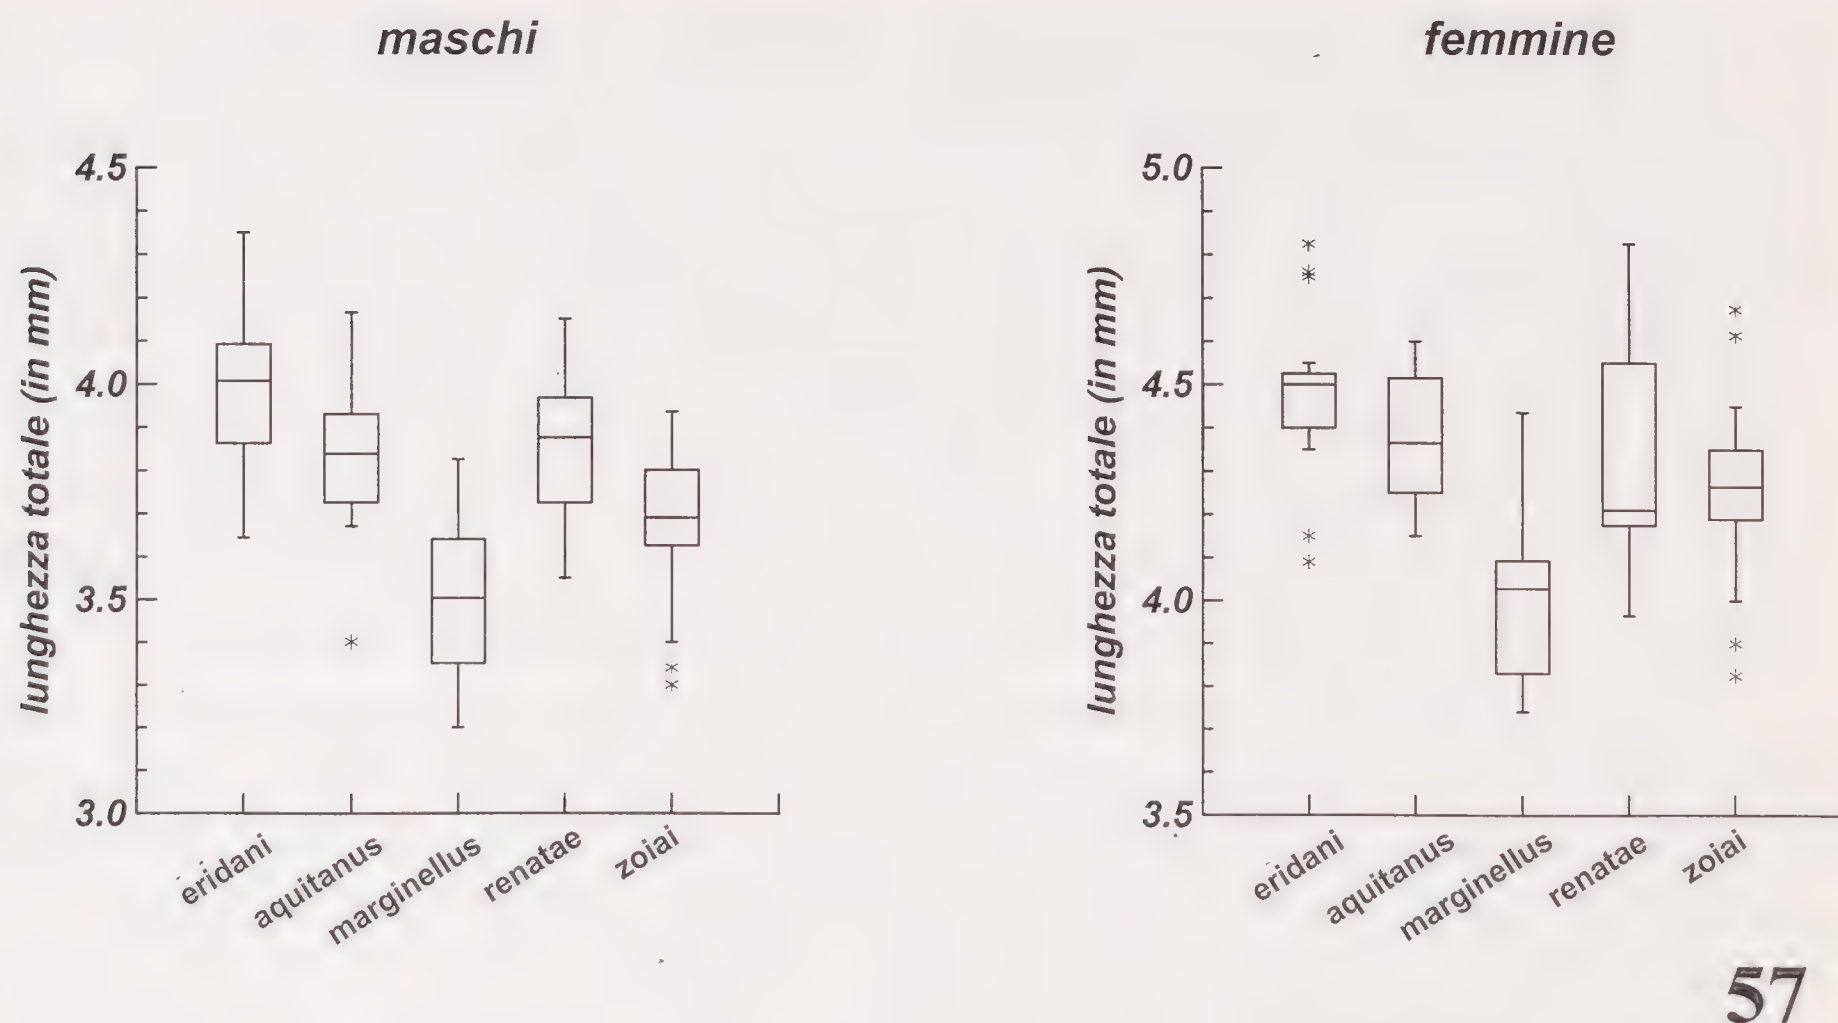 maschi
lunghezza totale (in mm)
4.5
4.0
3.5
3.0
eridani
aquitanus
marginellus
renatae
zoiai
femmine
lunghezza totale (in mm)
5.0
4.5
4.0
3.5
eridani
aquitanus
marginellus
renatae
zoiai
57